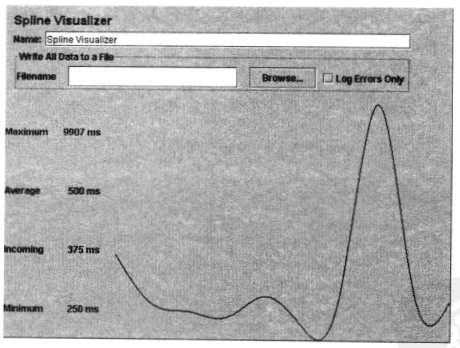 Spline Visualizer
Name: Spline Visualizer
Write All Data to a File
Filename Browse... Log Errors Only
Maximum 9907 ms
Average 500 ms
Incoming 375 ms
Minimum 250 ms